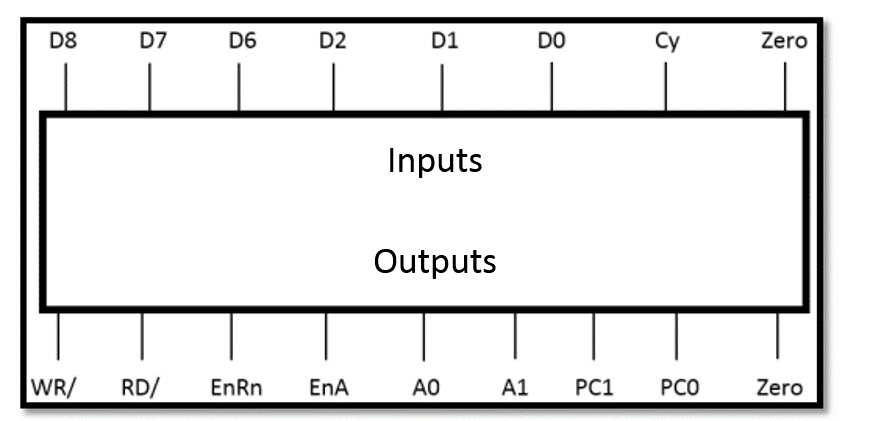 D8 D7 D6 D2 D1 D0 Cy Zero
Inputs
Outputs
WR/ RD/ EnRn EnA A0 A1 PC1 PC0 Zero